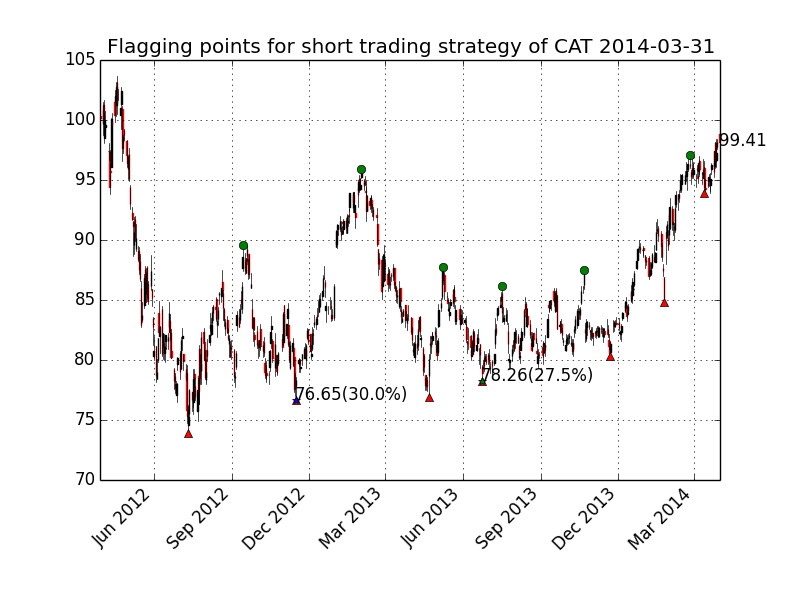 Flagging points for short trading strategy of CAT 2014-03-31
105
100
99.41
95
90
85
80
78.26(27.5%)
76.65(30.0%)
75
70
Jun 2012
Sep 2012
Dec 2012
Mar 2013
Jun 2013
Sep 2013
Dec 2013
Mar 2014